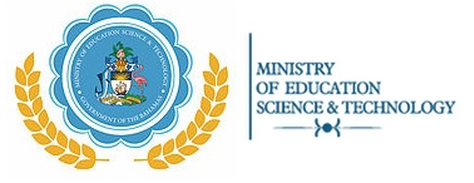 MINISTRY OF EDUCATION SCIENCE & TECHNOLOGY
GOVERNMENT OF THE BAHAMAS
MINISTRY
OF EDUCATION
SCIENCE & TECHNOLOGY